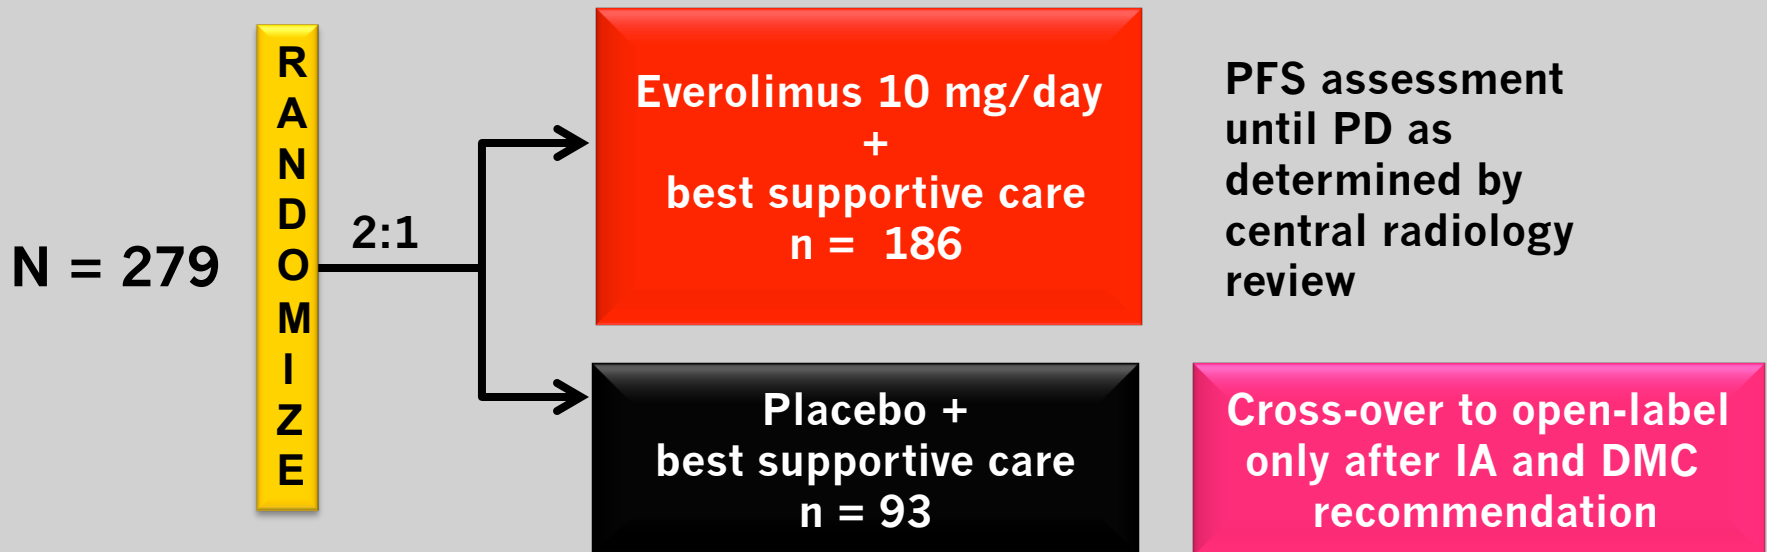 N = 279
RANDOMIZE
2:1
Everolimus 10 mg/day
+
best supportive care
n = 186
PFS assessment
until PD as
determined by
central radiology
review
Placebo +
best supportive care
n = 93
Cross-over to open-label
only after IA and DMC
recommendation